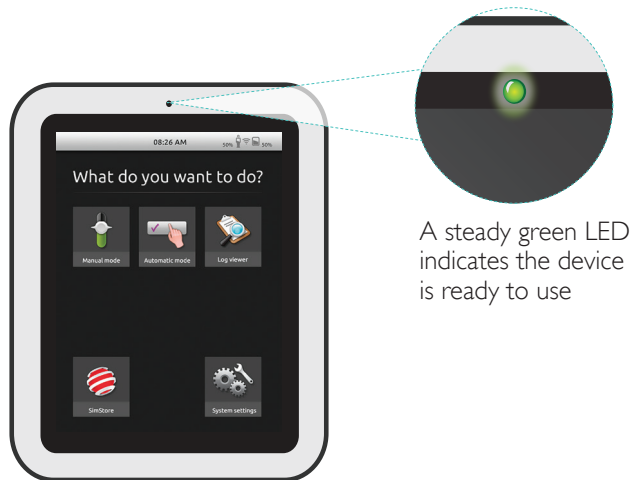 08:26 AM 50% 50%
What do you want to do?
Manual mode Automatic mode Log viewer
A steady green LED
indicates the device
is ready to use
SimStore System settings